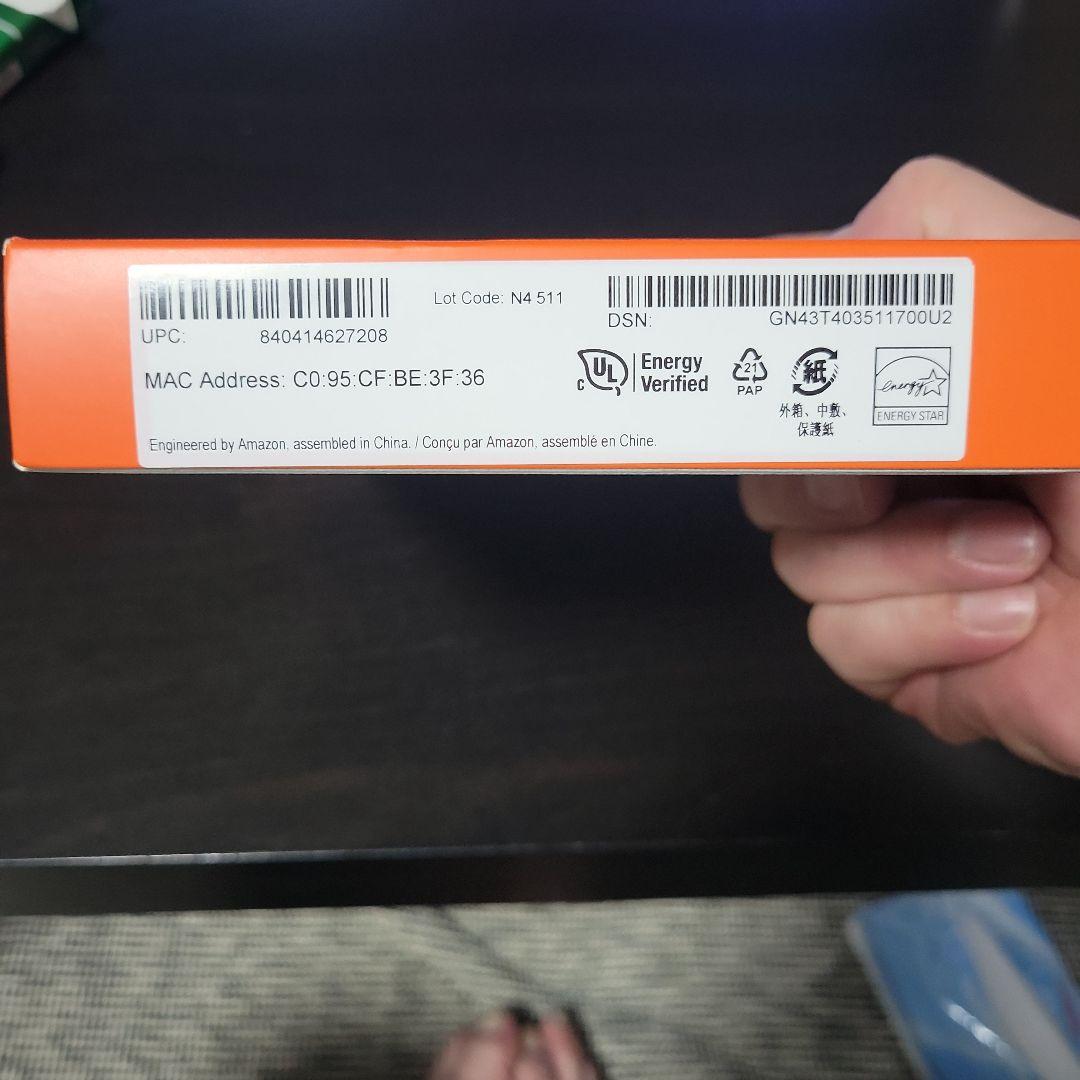 Lot Code: N4 511
UPC: 840414627208
DSN: GN43T403511700U2
MAC Address: C0:95:CF:BE:3F:36
C UL Energy Verified
21
PAP
紙
外箱、中敷、
保護紙
energy
ENERGY STAR
Engineered by Amazon, assembled in China. / Conçu par Amazon, assemblé en Chine.